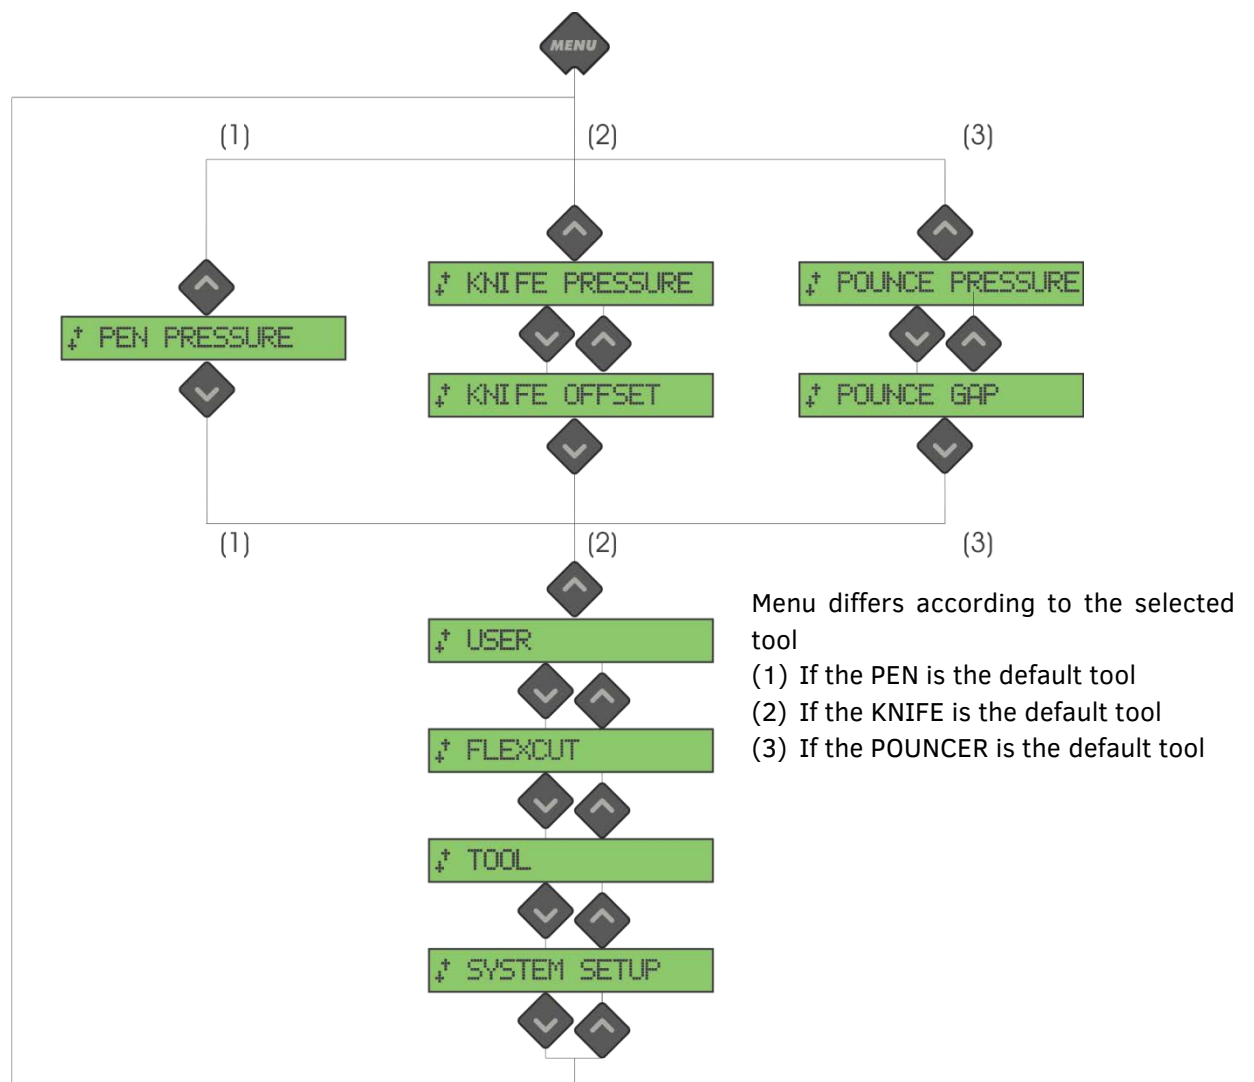 MENU
(1)
(2)
(3)
KNIFE PRESSURE
POUNCE PRESSURE
PEN PRESSURE
KNIFE OFFSET
POUNCE GAP
(1)
(2)
(3)
USER
Menu differs according to the selected
tool
(1) If the PEN is the default tool
(2) If the KNIFE is the default tool
(3) If the POUNCER is the default tool
FLEXCUT
TOOL
SYSTEM SETUP